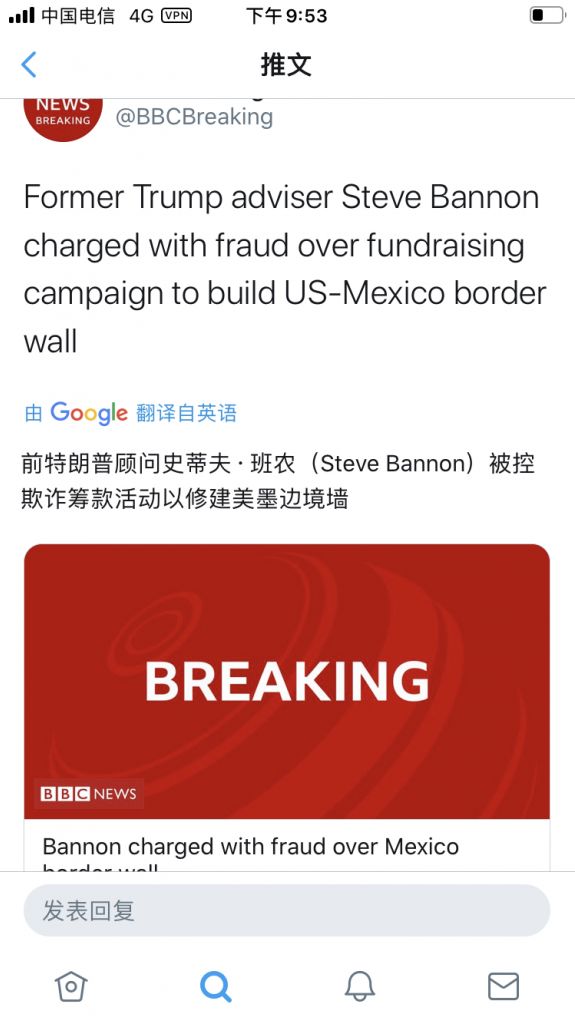 中国电信 4G VPN 下午9:53
推文
NEWS
BREAKING
@BBCBreaking
Former Trump adviser Steve Bannon
charged with fraud over fundraising
campaign to build US-Mexico border
wall
由 Google 翻译自英语
前特朗普顾问史蒂夫·班农（Steve Bannon）被控
欺诈筹款活动以修建美墨边境墙
BREAKING
BBC NEWS
Bannon charged with fraud over Mexico
border wall
发表回复